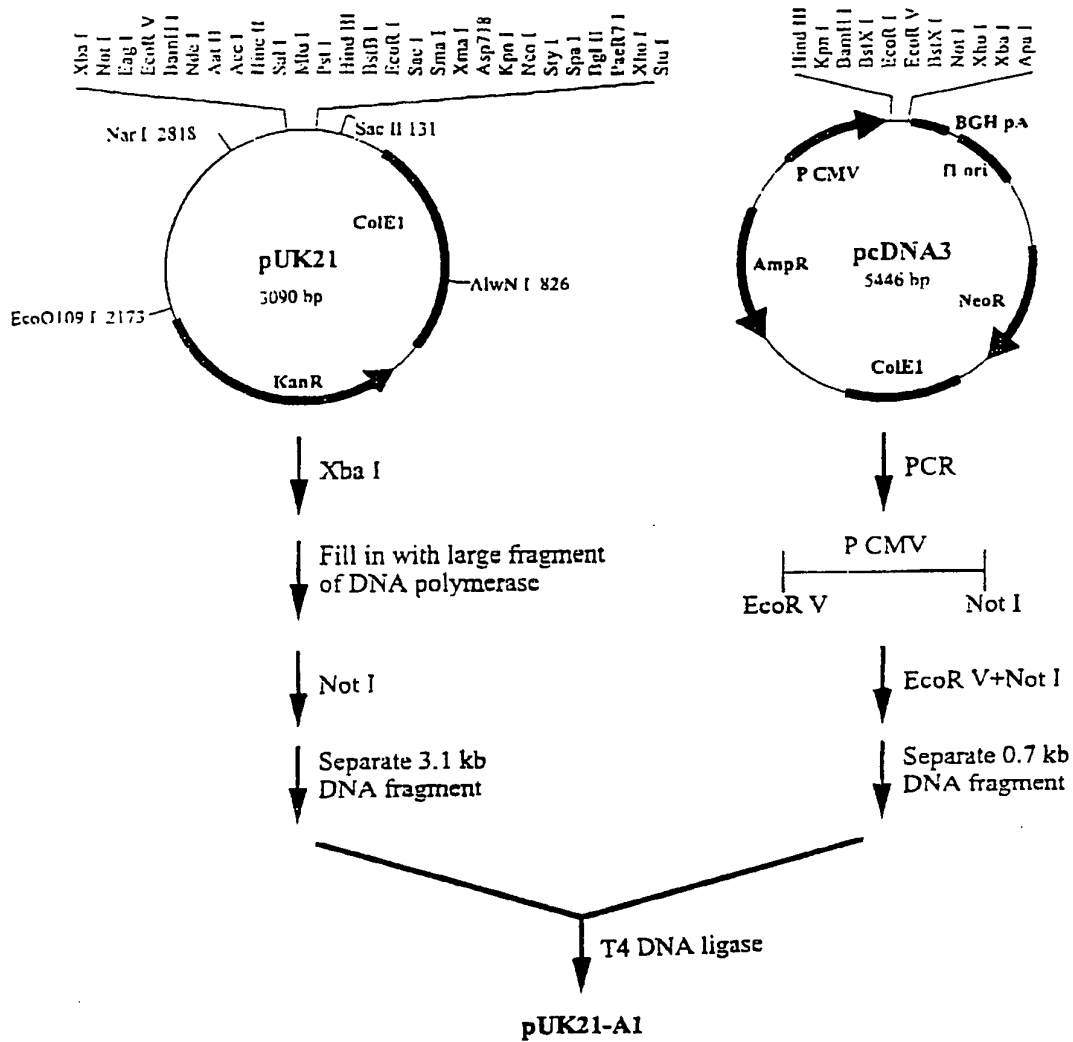 Xba I
Not I
Eag I
EcoR V
BamH I
Nde I
Aat II
Acc I
Hinc II
Sal I
Mlu I
Pst I
Hind III
BstB I
EcoR I
Sac I
Sma I
Xma I
Asp718
Kpn I
Nco I
Sty I
Spa I
Bgl II
PaeR7 I
Xho I
Stu I
Nar I 2818
Sac II 131
ColE1
pUK21
3090 bp
AlwN I 826
EcoO109 I 2173
KanR
Hind III
Kpn I
BamH I
BstX I
EcoR I
EcoR V
BstX I
Not I
Xho I
Xba I
Apa I
BGH pA
P CMV
f1 ori
AmpR
pcDNA3
5446 bp
NeoR
ColE1
Xba I
PCR
Fill in with large fragment
of DNA polymerase
P CMV
EcoR V
Not I
Not I
EcoR V+Not I
Separate 3.1 kb
DNA fragment
Separate 0.7 kb
DNA fragment
T4 DNA ligase
pUK21-A1